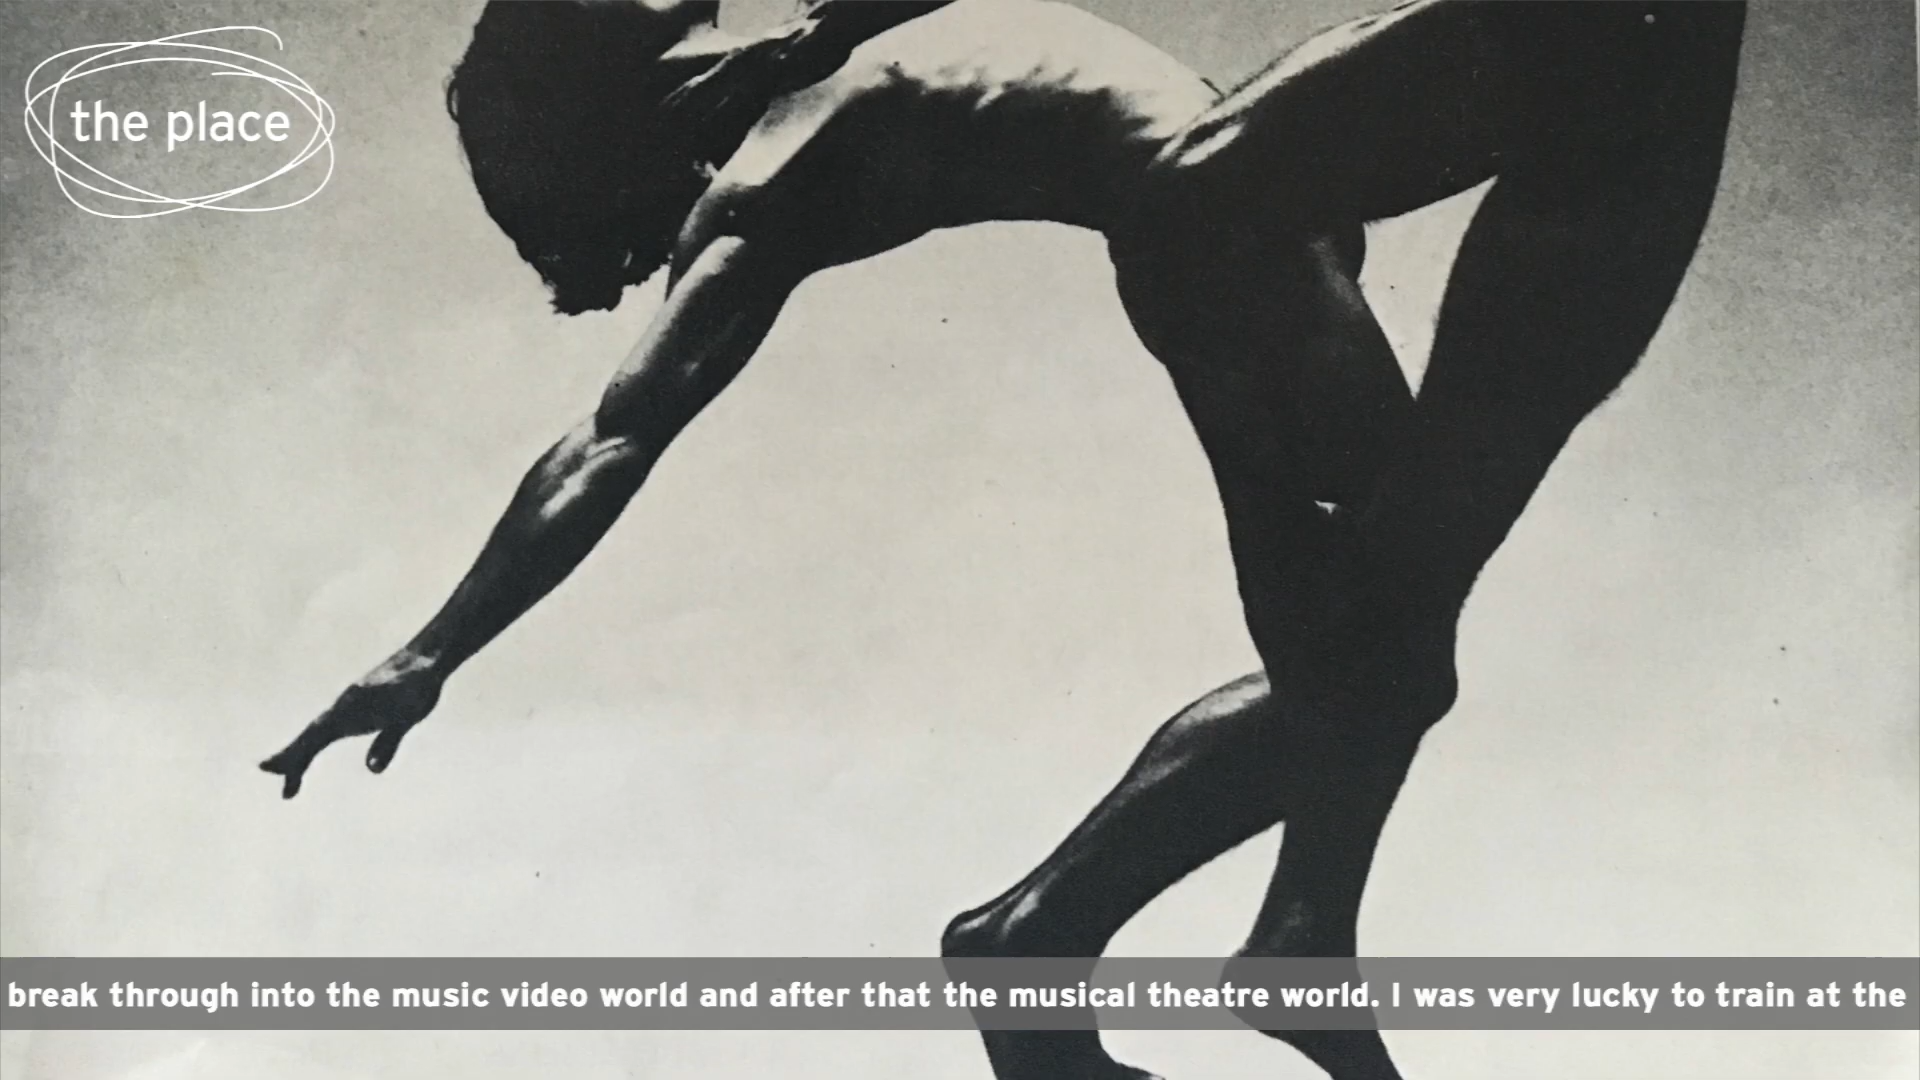 the place
break through into the music video world and after that the musical theatre world. I was very lucky to train at the